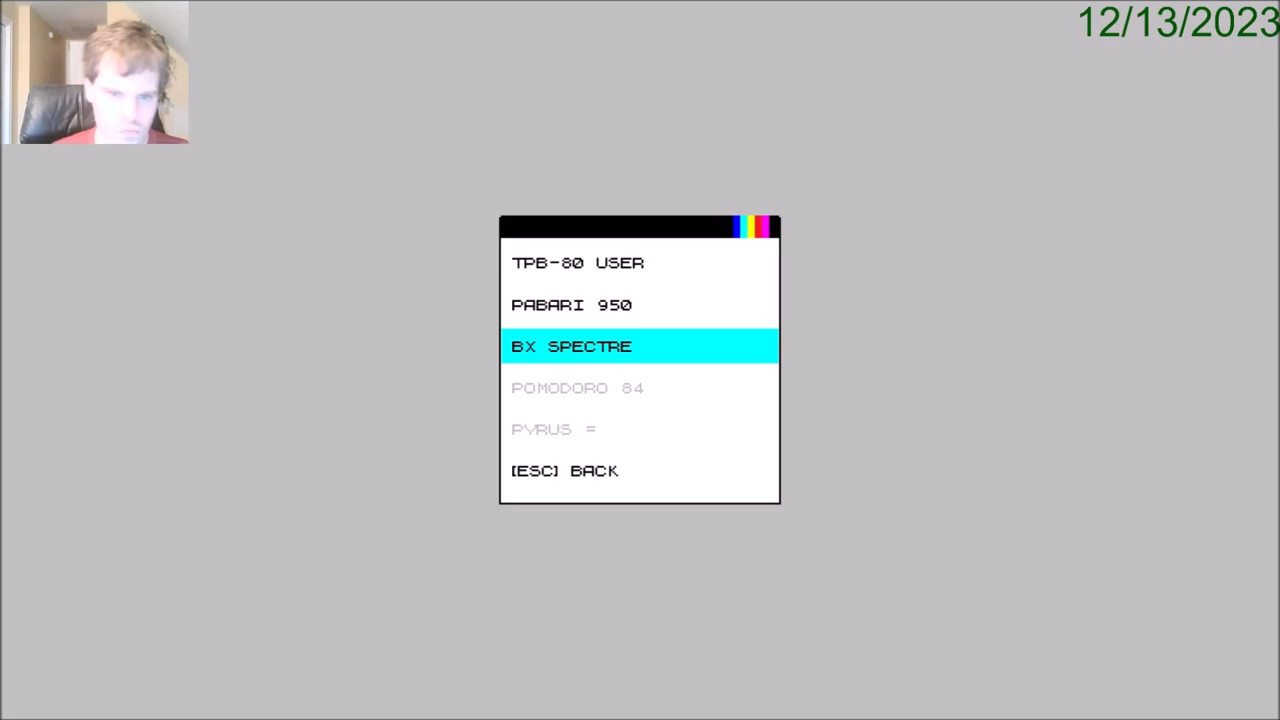 12/13/2023
TPB-80 USER
PABARI 950
BX SPECTRE
POMODORO 84
PYRUS =
[ESC] BACK